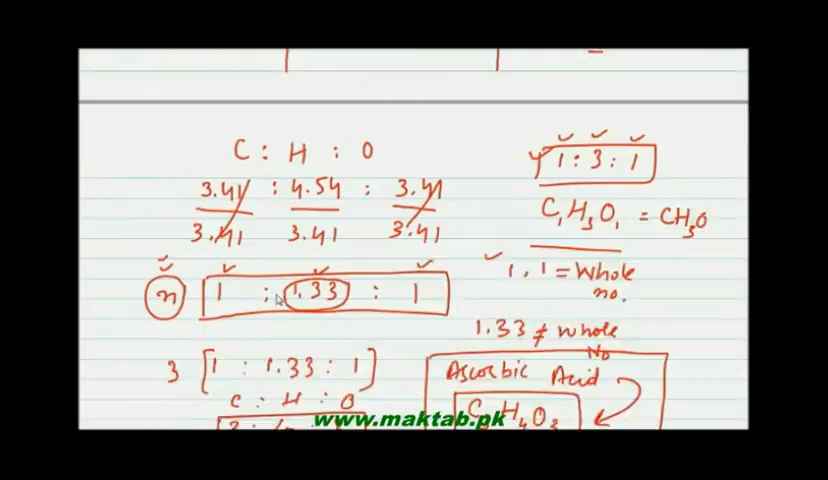 C : H : O
3.41 : 4.54 : 3.41
3.41 3.41 3.41
n 1 : 1.33 : 1
3 [1 : 1.33 : 1]
C : H : O
1 : 3 : 1
C1H3O1 = CH3O
1, 1 = Whole
no.
1.33 ≠ Whole
No
Ascorbic Acid
C3H4O3
www.maktab.pk